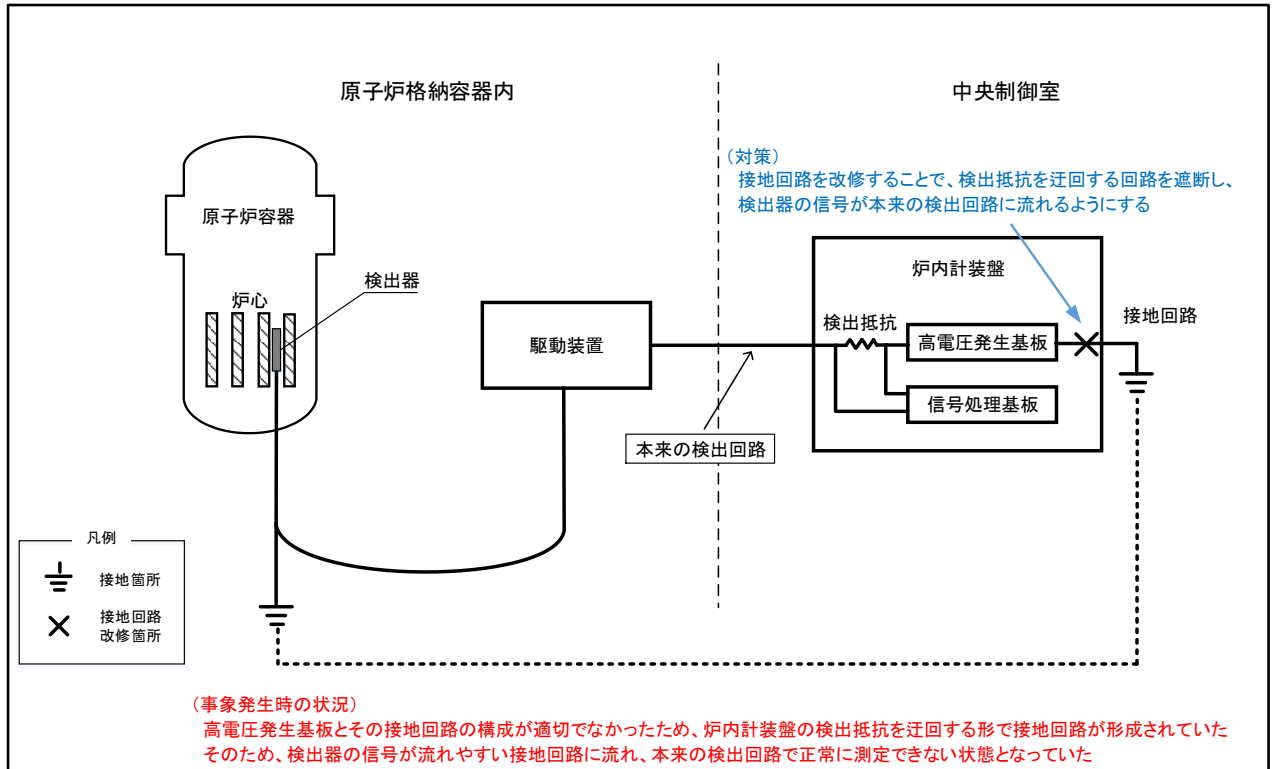 原子炉格納容器内
中央制御室
（対策）
接地回路を改修することで、検出抵抗を迂回する回路を遮断し、
検出器の信号が本来の検出回路に流れるようにする
原子炉容器
炉内計装盤
検出器
炉心
検出抵抗
接地回路
駆動装置
高電圧発生基板
信号処理基板
本来の検出回路
凡例
接地箇所
接地回路
改修箇所
（事象発生時の状況）
高電圧発生基板とその接地回路の構成が適切でなかったため、炉内計装盤の検出抵抗を迂回する形で接地回路が形成されていた
そのため、検出器の信号が流れやすい接地回路に流れ、本来の検出回路で正常に測定できない状態となっていた